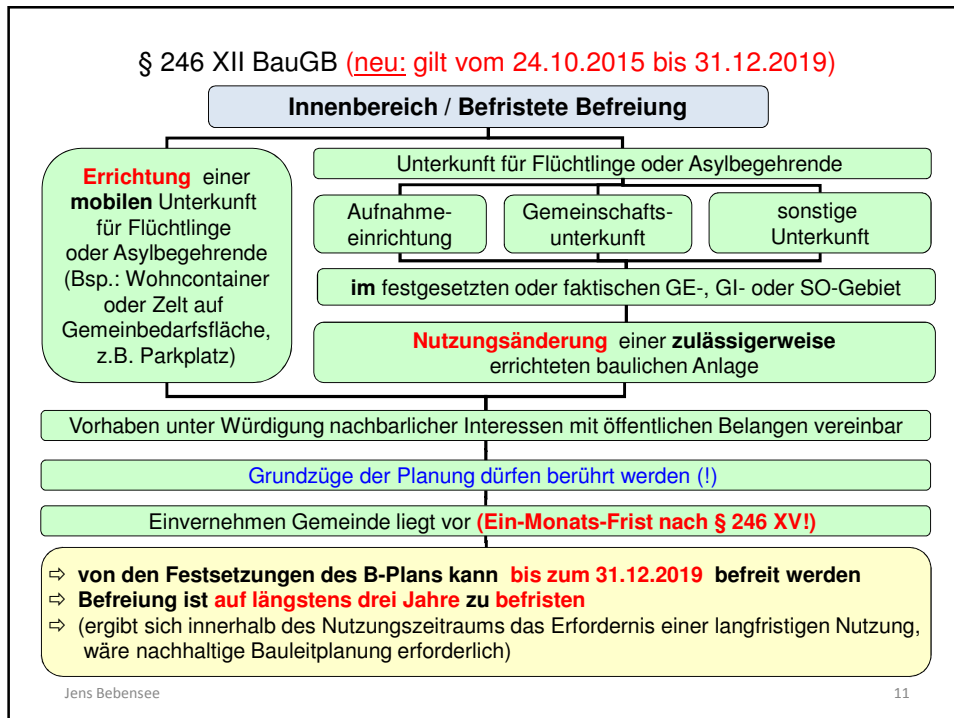 § 246 XII BauGB (neu: gilt vom 24.10.2015 bis 31.12.2019)
Innenbereich / Befristete Befreiung
Errichtung einer
mobilen Unterkunft
für Flüchtlinge
oder Asylbegehrende
(Bsp.: Wohncontainer
oder Zelt auf
Gemeinbedarfsfläche,
z.B. Parkplatz)
Unterkunft für Flüchtlinge oder Asylbegehrende
Aufnahme-
einrichtung
Gemeinschafts-
unterkunft
sonstige
Unterkunft
im festgesetzten oder faktischen GE-, GI- oder SO-Gebiet
Nutzungsänderung einer zulässigerweise
errichteten baulichen Anlage
Vorhaben unter Würdigung nachbarlicher Interessen mit öffentlichen Belangen vereinbar
Grundzüge der Planung dürfen berührt werden (!)
Einvernehmen Gemeinde liegt vor (Ein-Monats-Frist nach § 246 XV!)
⇨ von den Festsetzungen des B-Plans kann bis zum 31.12.2019 befreit werden
⇨ Befreiung ist auf längstens drei Jahre zu befristen
⇨ (ergibt sich innerhalb des Nutzungszeitraums das Erfordernis einer langfristigen Nutzung,
wäre nachhaltige Bauleitplanung erforderlich)
Jens Bebensee
11